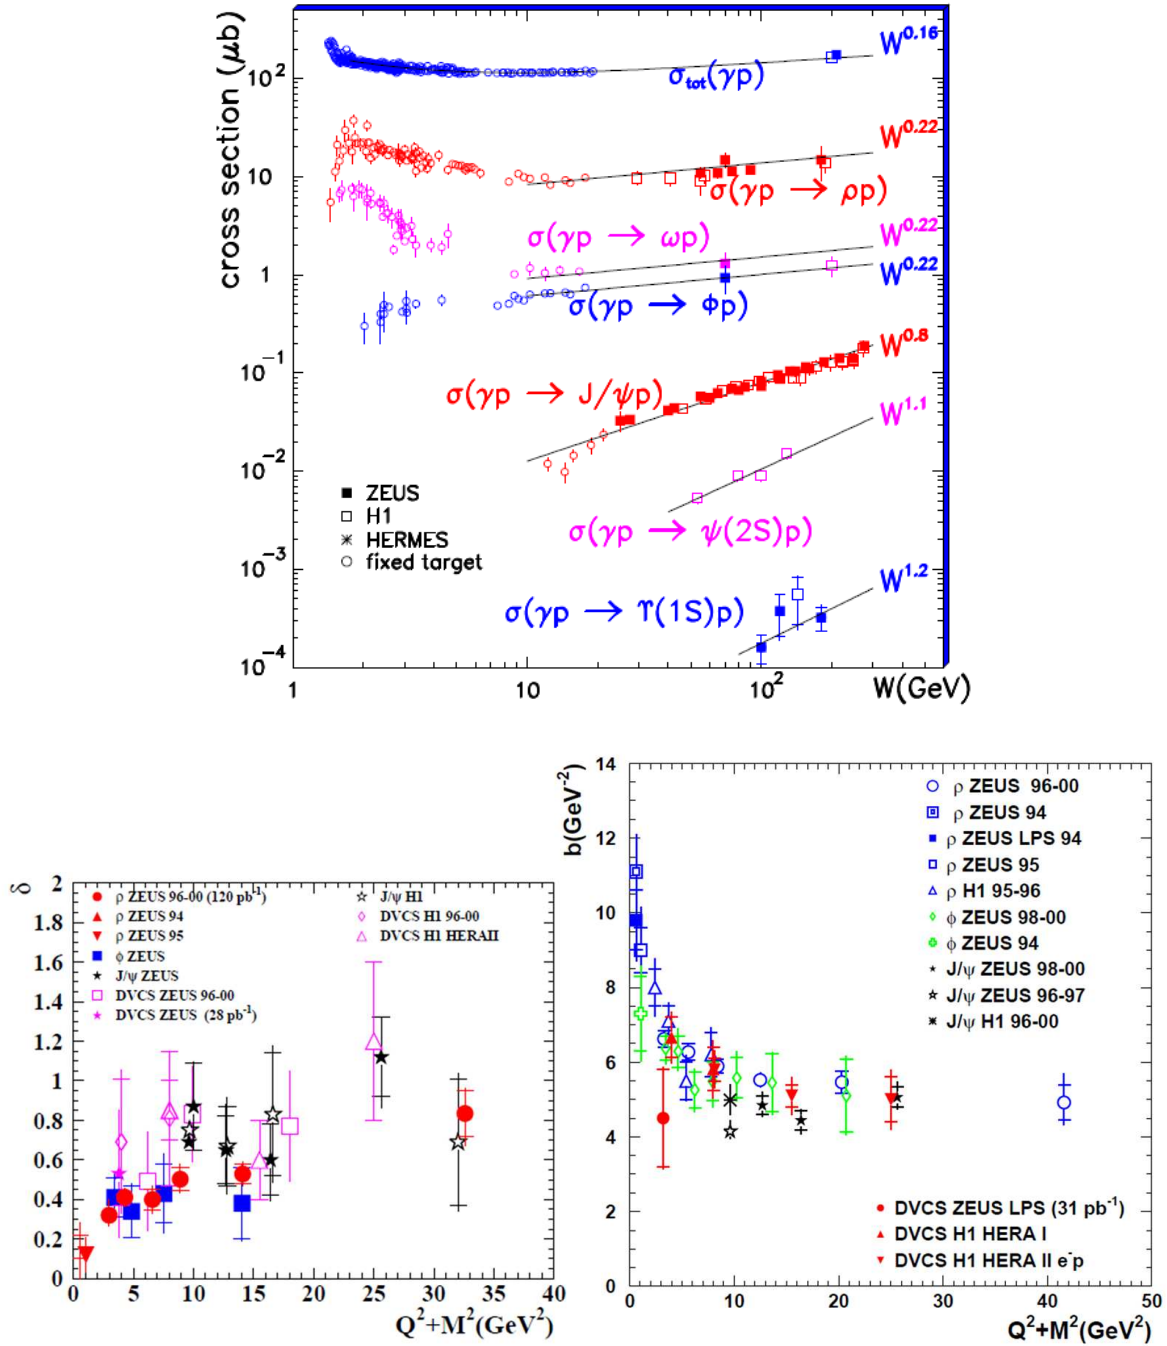 cross section (μb)
10²
10
1
10⁻¹
10⁻²
10⁻³
10⁻⁴
1
10
10²
W(GeV)
W^0.16
σ_tot(γp)
W^0.22
σ(γp → ρp)
W^0.22
σ(γp → ωp)
W^0.22
σ(γp → Φp)
W^0.8
σ(γp → J/ψp)
W^1.1
σ(γp → ψ(2S)p)
W^1.2
σ(γp → ϒ(1S)p)
ZEUS
H1
HERMES
fixed target
δ
2
1.8
1.6
1.4
1.2
1
0.8
0.6
0.4
0.2
0
ρ ZEUS 96-00 (120 pb⁻¹)
ρ ZEUS 94
ρ ZEUS 95
ϕ ZEUS
J/ψ ZEUS
DVCS ZEUS 96-00
DVCS ZEUS (28 pb⁻¹)
J/ψ H1
DVCS H1 96-00
DVCS H1 HERAII
0 5 10 15 20 25 30 35 40
Q²+M²(GeV²)
b(GeV⁻²)
14
12
10
8
6
4
2
0
ρ ZEUS 96-00
ρ ZEUS 94
ρ ZEUS LPS 94
ρ ZEUS 95
ρ H1 95-96
ϕ ZEUS 98-00
ϕ ZEUS 94
J/ψ ZEUS 98-00
J/ψ ZEUS 96-97
J/ψ H1 96-00
DVCS ZEUS LPS (31 pb⁻¹)
DVCS H1 HERA I
DVCS H1 HERA II e⁻p
0 10 20 30 40 50
Q²+M²(GeV²)